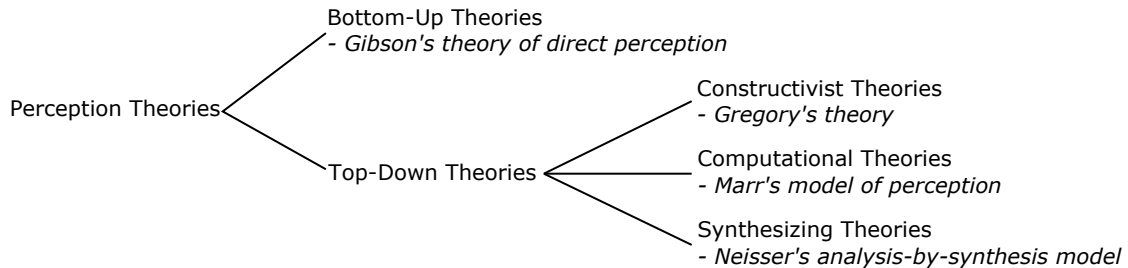 Bottom-Up Theories
- Gibson's theory of direct perception
Perception Theories
Top-Down Theories
Constructivist Theories
- Gregory's theory
Computational Theories
- Marr's model of perception
Synthesizing Theories
- Neisser's analysis-by-synthesis model